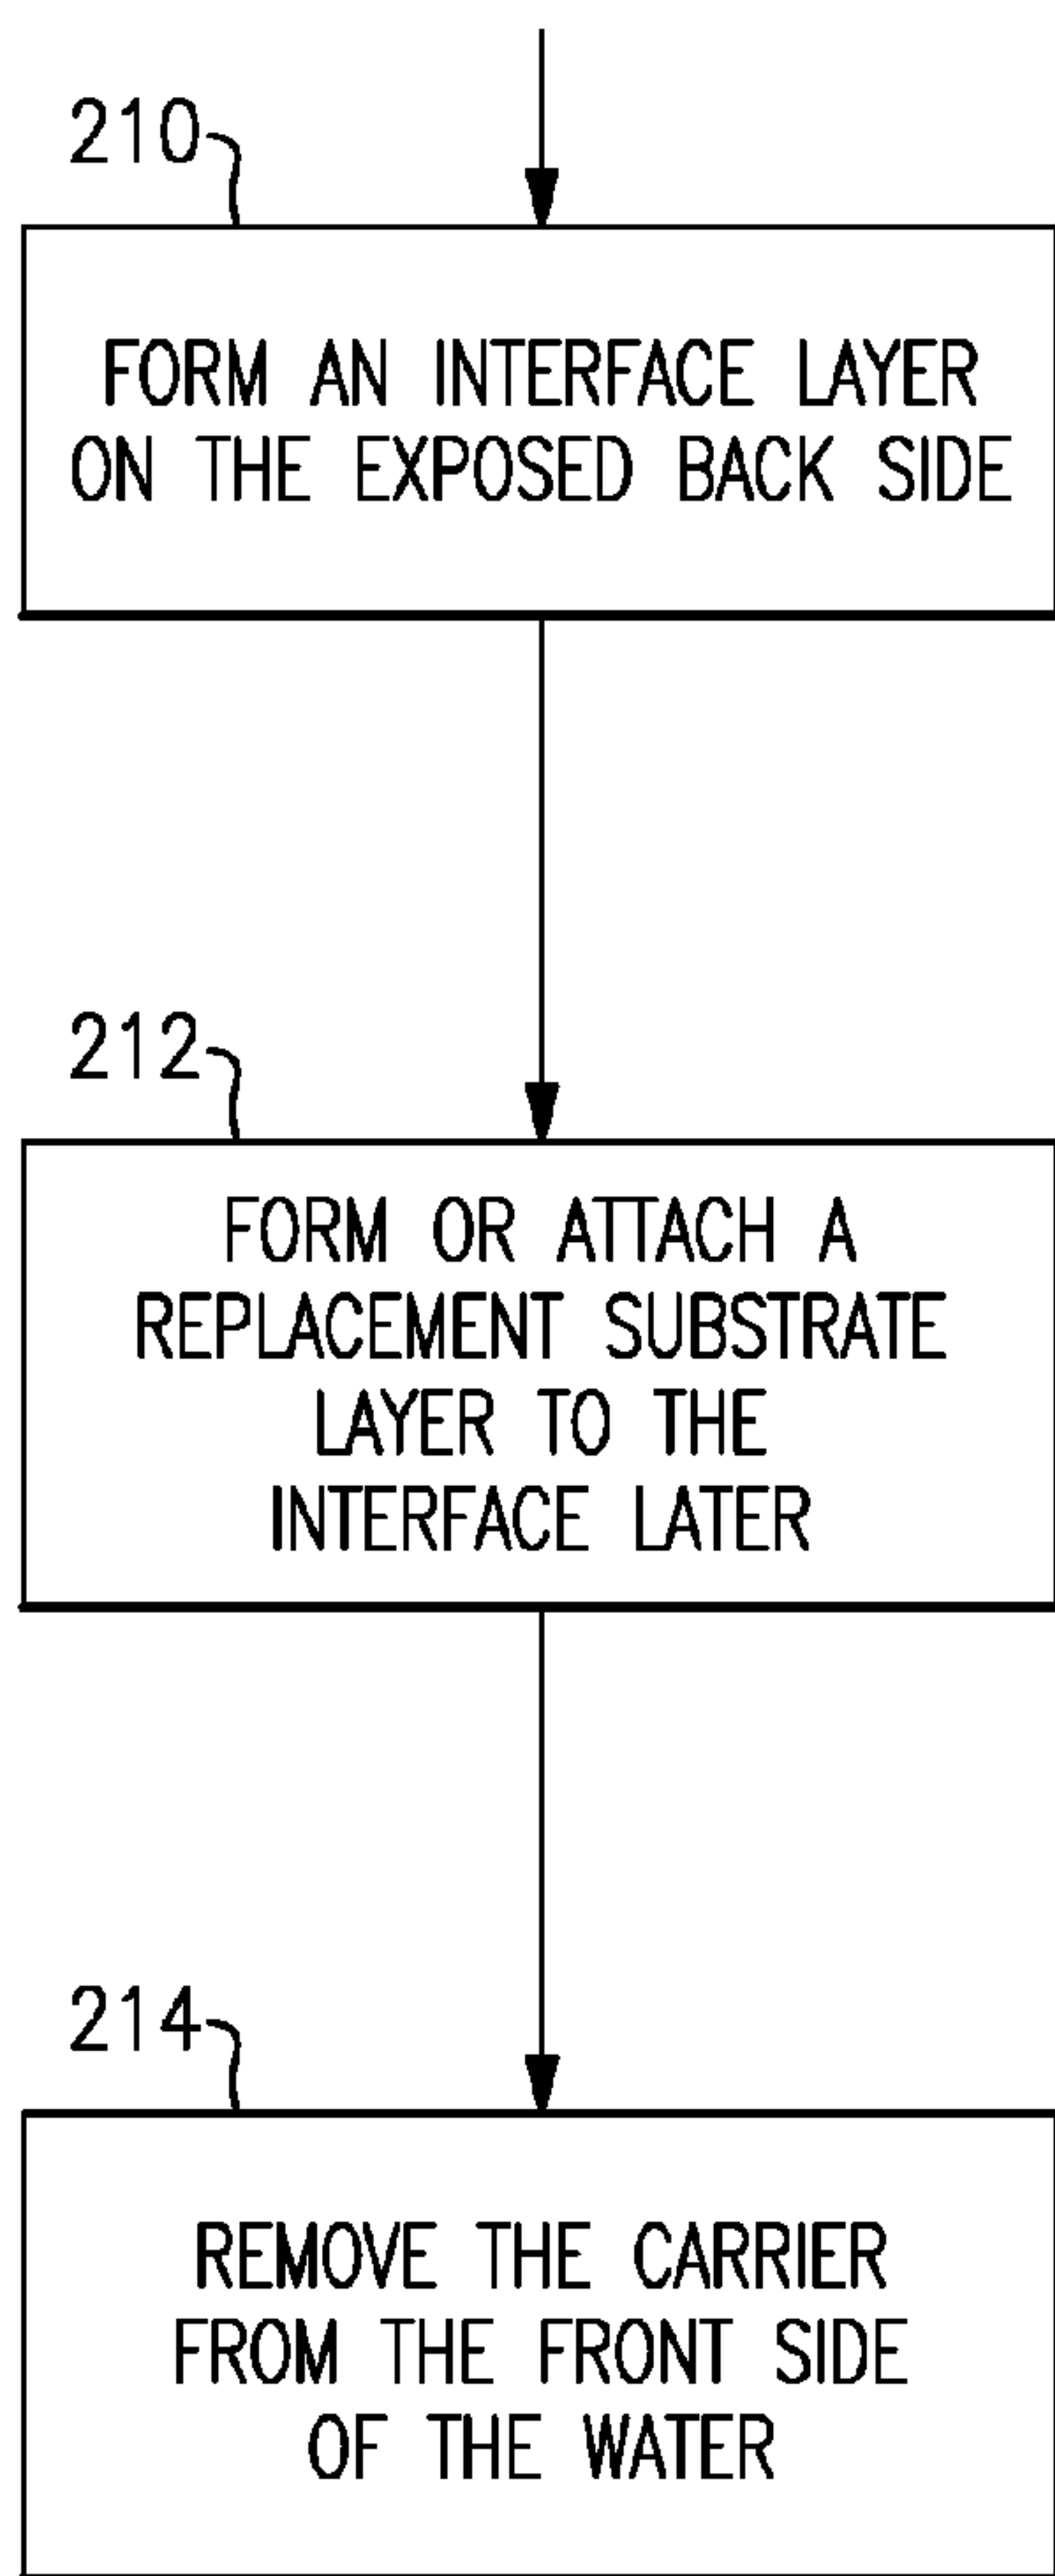 210
FORM AN INTERFACE LAYER
ON THE EXPOSED BACK SIDE
212
FORM OR ATTACH A
REPLACEMENT SUBSTRATE
LAYER TO THE
INTERFACE LATER
214
REMOVE THE CARRIER
FROM THE FRONT SIDE
OF THE WATER